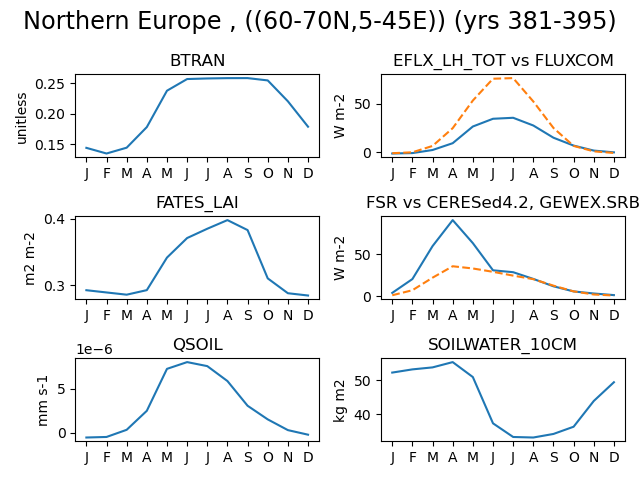 Northern Europe , ((60-70N,5-45E)) (yrs 381-395)
BTRAN
unitless
0.25
0.20
0.15
J F M A M J J A S O N D
EFLX_LH_TOT vs FLUXCOM
W m-2
50
0
J F M A M J J A S O N D
FATES_LAI
m2 m-2
0.4
0.3
J F M A M J J A S O N D
FSR vs CERESed4.2, GEWEX.SRB
W m-2
50
0
J F M A M J J A S O N D
QSOIL
1e−6
mm s-1
5
0
J F M A M J J A S O N D
SOILWATER_10CM
kg m2
50
40
J F M A M J J A S O N D